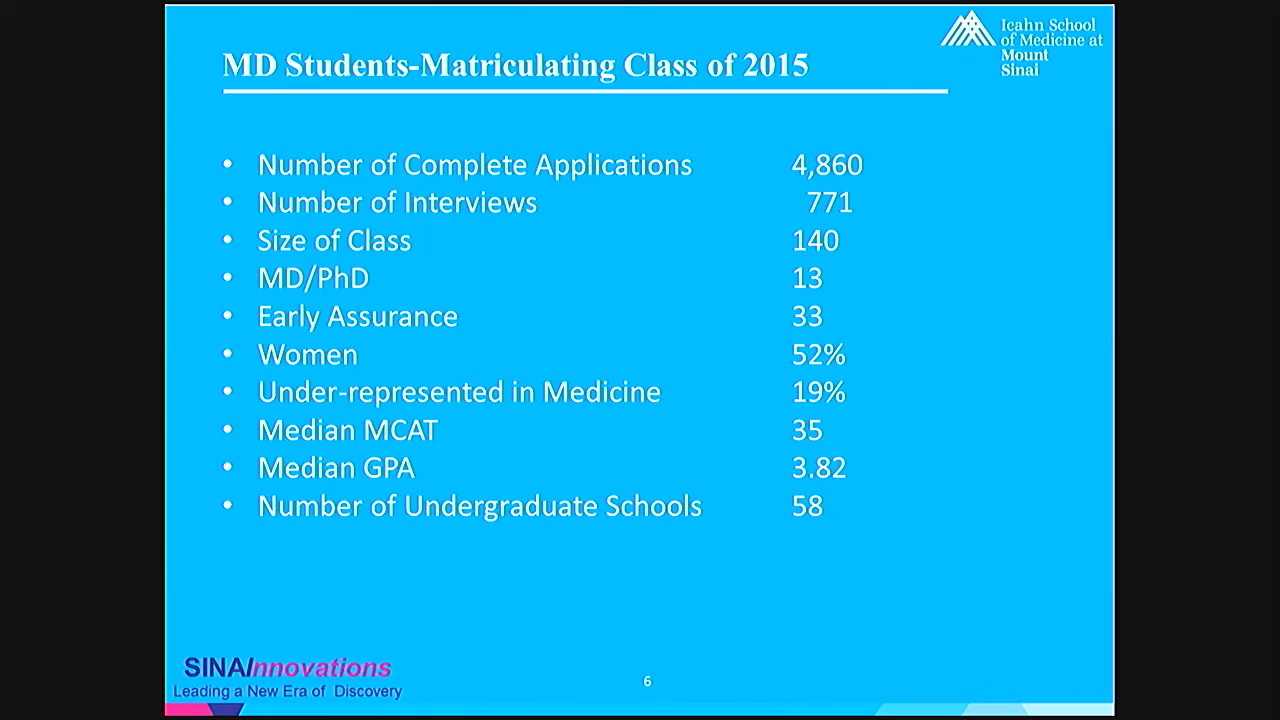 Icahn School
of Medicine at
Mount
Sinai
MD Students-Matriculating Class of 2015
• Number of Complete Applications 4,860
• Number of Interviews 771
• Size of Class 140
• MD/PhD 13
• Early Assurance 33
• Women 52%
• Under-represented in Medicine 19%
• Median MCAT 35
• Median GPA 3.82
• Number of Undergraduate Schools 58
SINAInnovations
Leading a New Era of Discovery
6